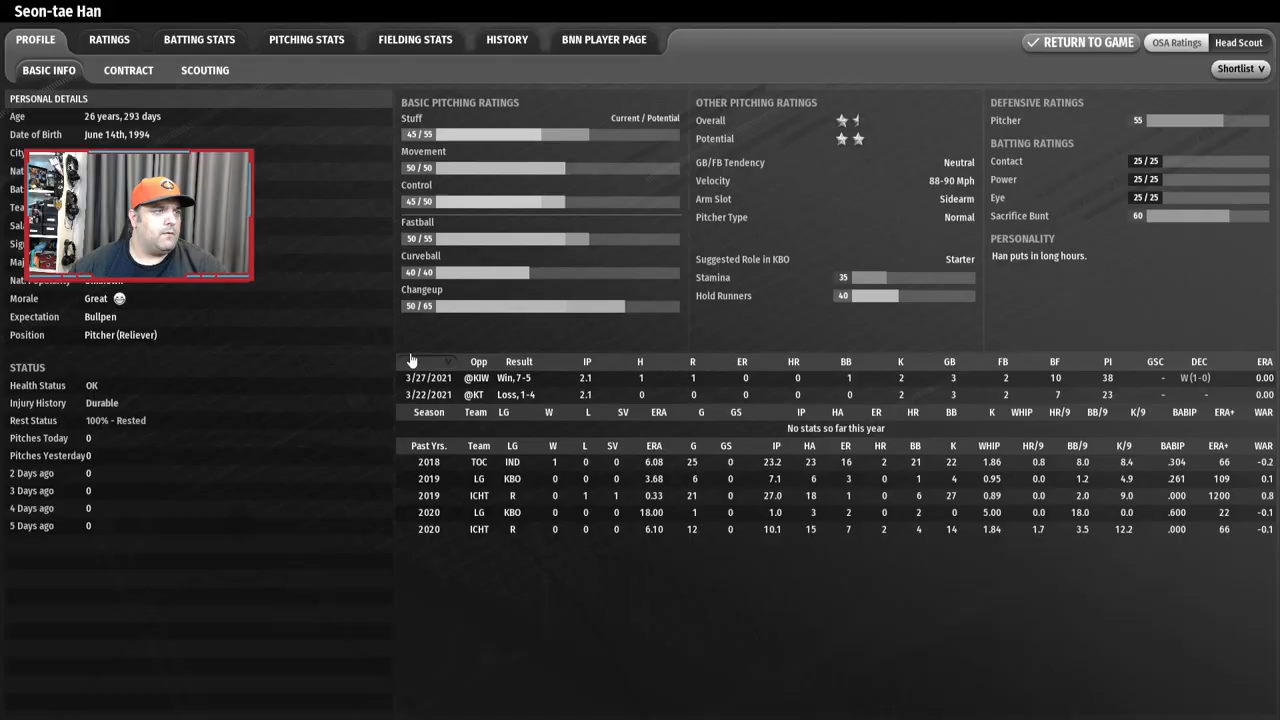 Seon-tae Han
PROFILE RATINGS BATTING STATS PITCHING STATS FIELDING STATS HISTORY BNN PLAYER PAGE RETURN TO GAME OSA Ratings Head Scout
BASIC INFO CONTRACT SCOUTING Shortlist
PERSONAL DETAILS
Age 26 years, 293 days
Date of Birth June 14th, 1994
City
Nat
Bat
Tea
Sala
Sig
Maj
Nat. Popularity
Morale Great
Expectation Bullpen
Position Pitcher (Reliever)
STATUS
Health Status OK
Injury History Durable
Rest Status 100% - Rested
Pitches Today 0
Pitches Yesterday 0
2 Days ago 0
3 Days ago 0
4 Days ago 0
5 Days ago 0
BASIC PITCHING RATINGS
Stuff Current / Potential
45 / 55
Movement
50 / 50
Control
45 / 50
Fastball
50 / 55
Curveball
40 / 40
Changeup
50 / 65
OTHER PITCHING RATINGS
Overall
Potential
GB/FB Tendency Neutral
Velocity 88-90 Mph
Arm Slot Sidearm
Pitcher Type Normal
Suggested Role in KBO Starter
Stamina 35
Hold Runners 40
DEFENSIVE RATINGS
Pitcher 55
BATTING RATINGS
Contact 25 / 25
Power 25 / 25
Eye 25 / 25
Sacrifice Bunt 60
PERSONALITY
Han puts in long hours.
Opp Result IP H R ER HR BB K GB FB BF PI GSC DEC ERA
3/27/2021 @KIW Win, 7-5 2.1 1 1 0 0 1 2 3 2 10 38 - W (1-0) 0.00
3/22/2021 @KT Loss, 1-4 2.1 0 0 0 0 0 2 3 2 7 23 - - 0.00
Season Team LG W L SV ERA G GS IP HA ER HR BB K WHIP HR/9 BB/9 K/9 BABIP ERA+ WAR
No stats so far this year
Past Yrs. Team LG W L SV ERA G GS IP HA ER HR BB K WHIP HR/9 BB/9 K/9 BABIP ERA+ WAR
2018 TOC IND 1 0 0 6.08 25 0 23.2 23 16 2 21 22 1.86 0.8 8.0 8.4 .304 66 -0.2
2019 LG KBO 0 0 0 3.68 6 0 7.1 6 3 0 1 4 0.95 0.0 1.2 4.9 .261 109 0.1
2019 ICHT R 0 1 1 0.33 21 0 27.0 18 1 0 6 27 0.89 0.0 2.0 9.0 .000 1200 0.8
2020 LG KBO 0 0 0 18.00 1 0 1.0 3 2 0 2 0 5.00 0.0 18.0 0.0 .600 22 -0.1
2020 ICHT R 0 0 0 6.10 12 0 10.1 15 7 2 4 14 1.84 1.7 3.5 12.2 .000 66 -0.1